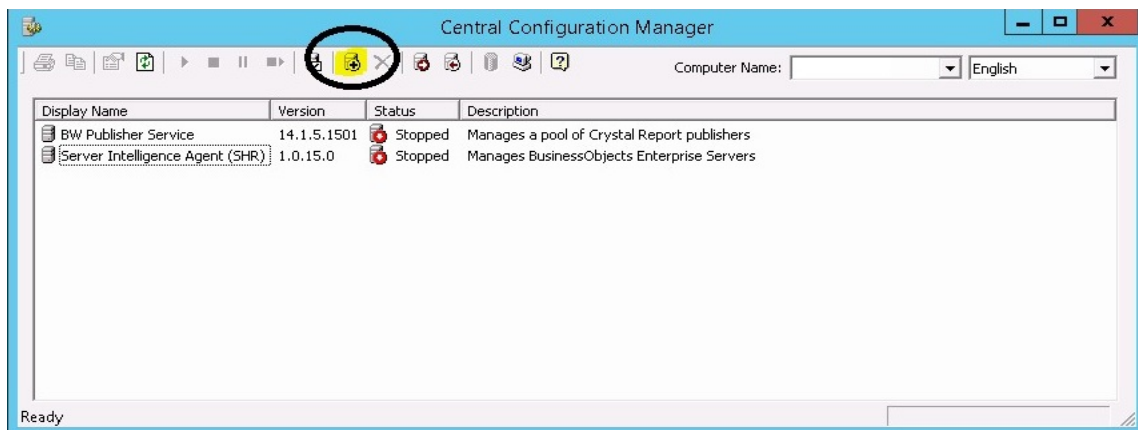 Central Configuration Manager
Computer Name: English
Display Name Version Status Description
BW Publisher Service 14.1.5.1501 Stopped Manages a pool of Crystal Report publishers
Server Intelligence Agent (SHR) 1.0.15.0 Stopped Manages BusinessObjects Enterprise Servers
Ready